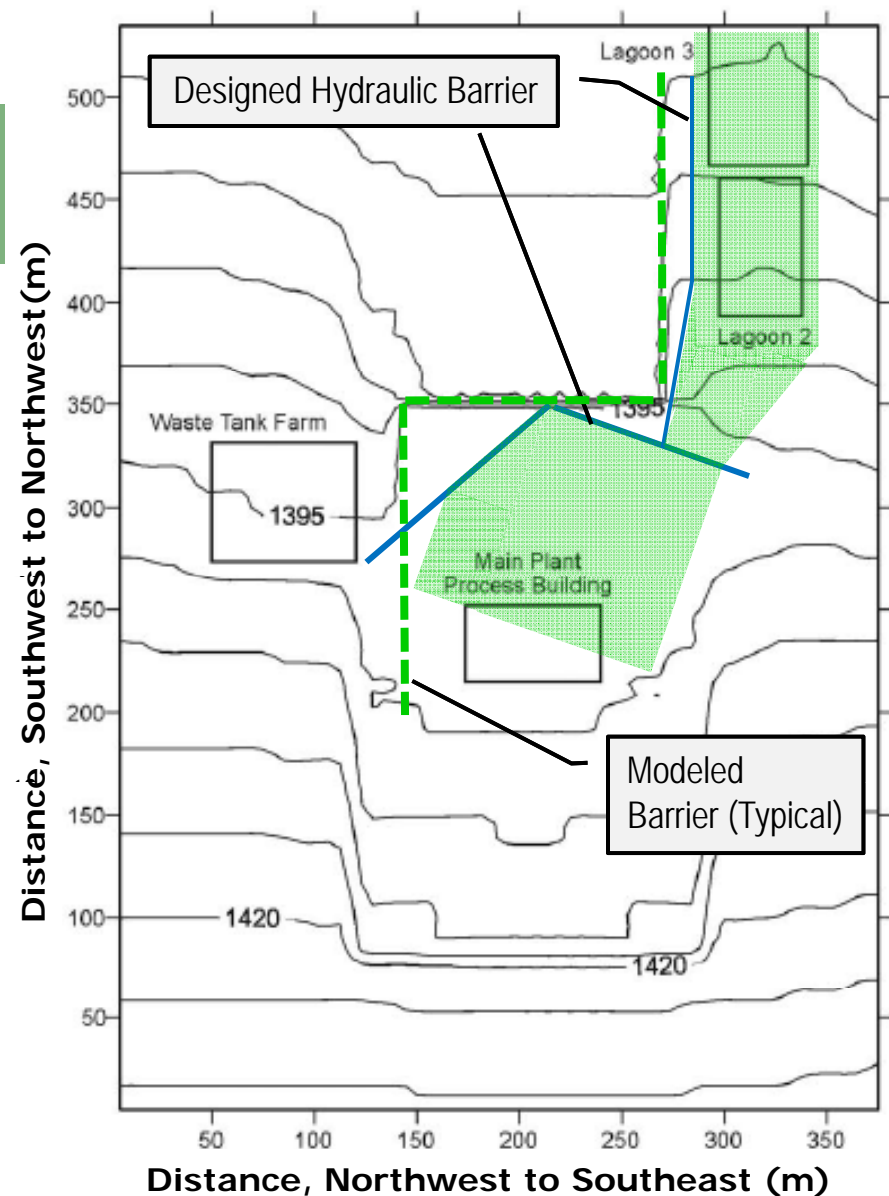 Lagoon 3
Designed Hydraulic Barrier
500
450
400
Lagoon 2
350
1395
Waste Tank Farm
300
1395
Main Plant
Process Building
250
200
Modeled
Barrier (Typical)
150
100
1420
1420
50
50
100
150
200
250
300
350
Distance, Southwest to Northwest(m)
Distance, Northwest to Southeast (m)